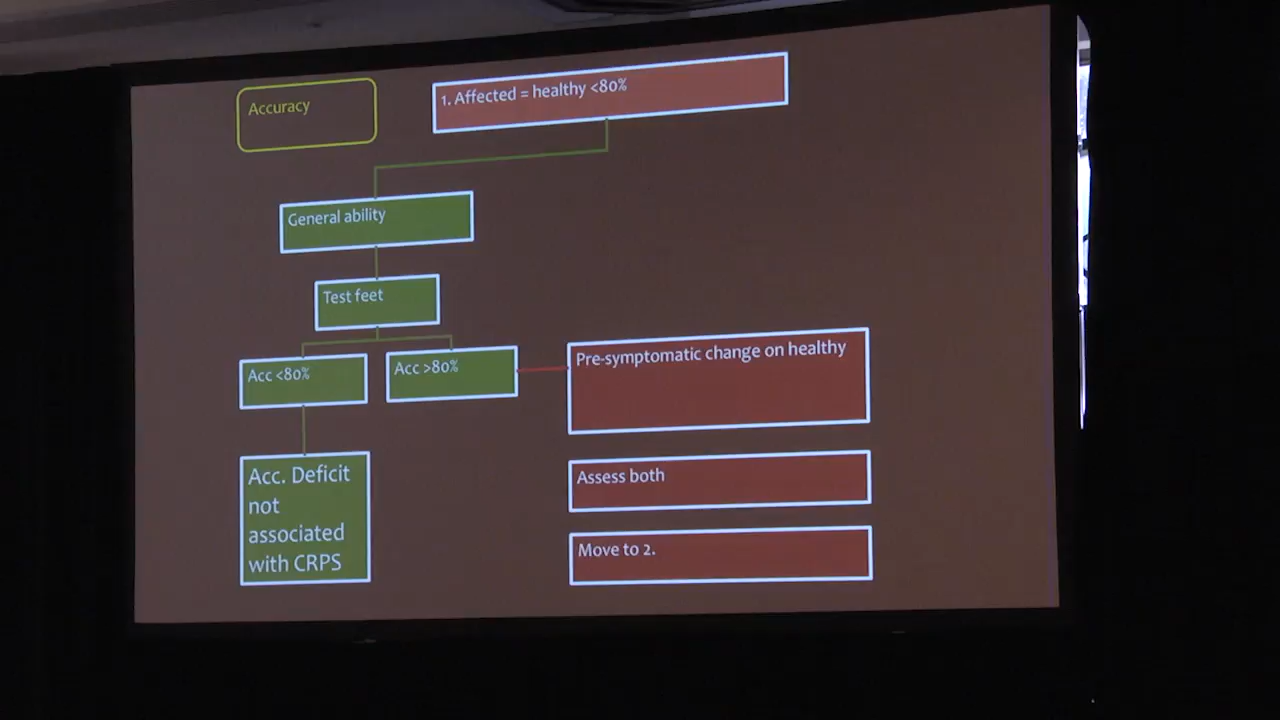 Accuracy
1. Affected = healthy <80%
General ability
Test feet
Acc <80%
Acc >80%
Pre-symptomatic change on healthy
Acc. Deficit
not
associated
with CRPS
Assess both
Move to 2.